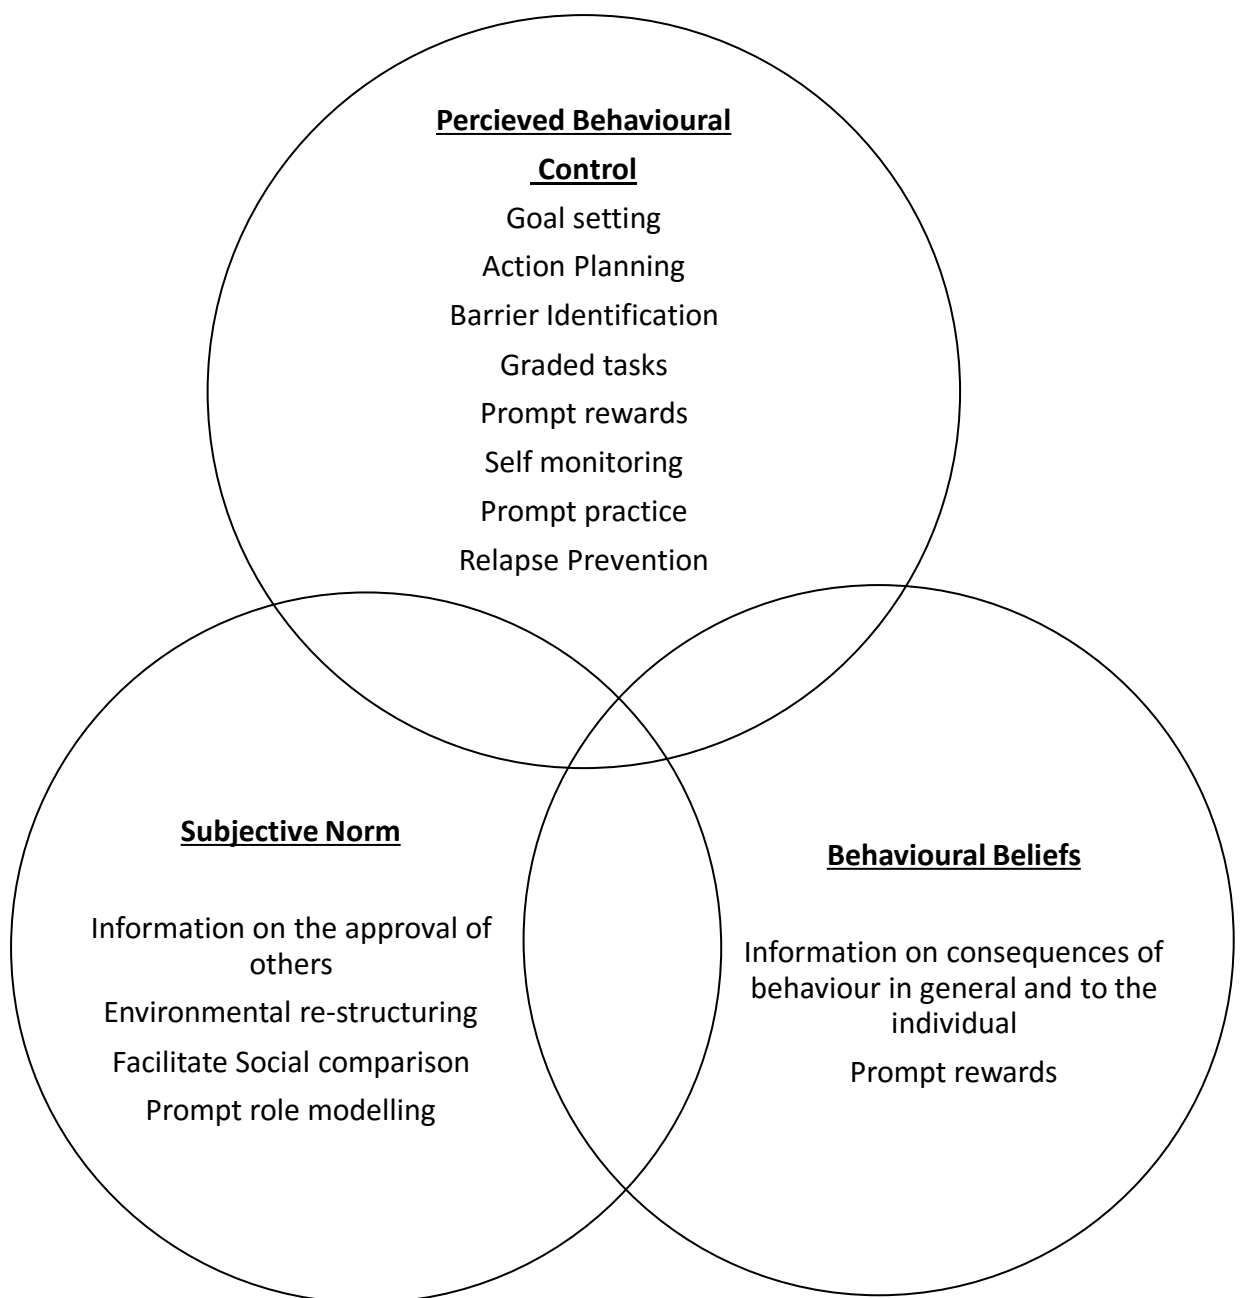 Percieved Behavioural
Control
Goal setting
Action Planning
Barrier Identification
Graded tasks
Prompt rewards
Self monitoring
Prompt practice
Relapse Prevention
Subjective Norm
Information on the approval of
others
Environmental re-structuring
Facilitate Social comparison
Prompt role modelling
Behavioural Beliefs
Information on consequences of
behaviour in general and to the
individual
Prompt rewards